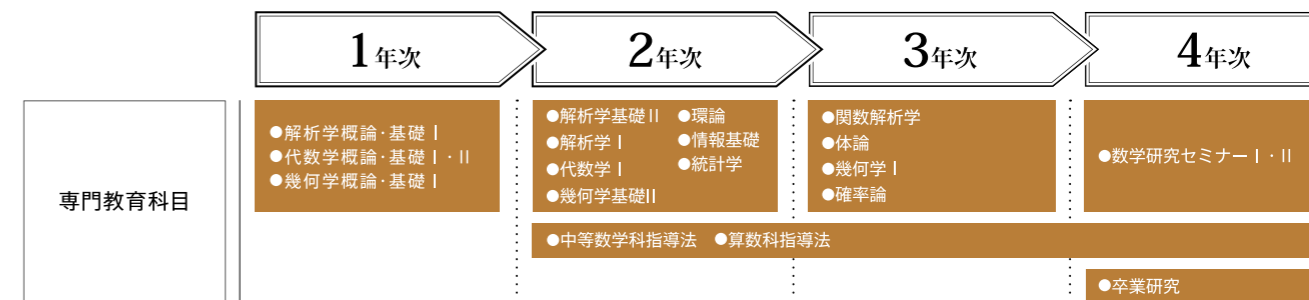 1年次
2年次
3年次
4年次
専門教育科目
●解析学概論・基礎Ⅰ
●代数学概論・基礎Ⅰ・II
●幾何学概論・基礎Ⅰ
●解析学基礎II
●解析学Ⅰ
●代数学Ⅰ
●幾何学基礎II
●環論
●情報基礎
●統計学
●関数解析学
●体論
●幾何学Ⅰ
●確率論
●数学研究セミナーⅠ・II
●中等数学科指導法 ●算数科指導法
●卒業研究